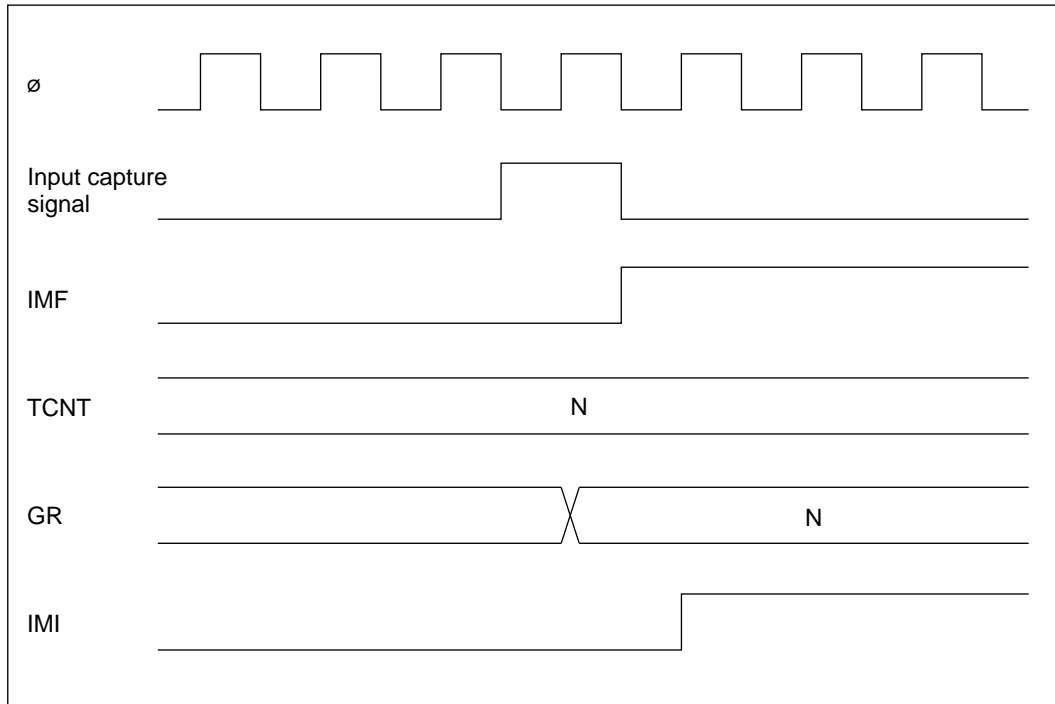 ø
Input capture
signal
IMF
TCNT
N
GR
N
IMI